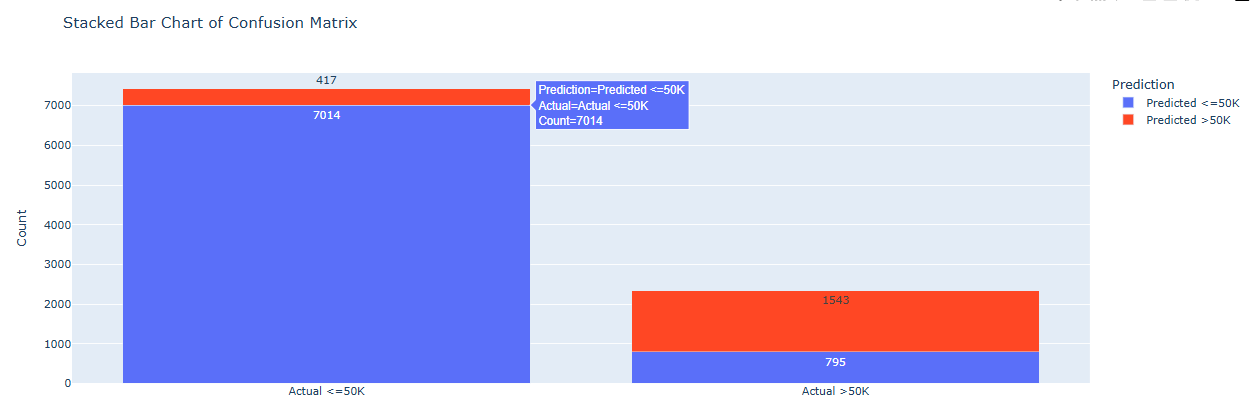 Stacked Bar Chart of Confusion Matrix
417
Prediction=Predicted <=50K
Actual=Actual <=50K
Count=7014
Prediction
Predicted <=50K
Predicted >50K
7014
7000
6000
5000
4000
3000
2000
1000
0
Count
1543
795
Actual <=50K
Actual >50K